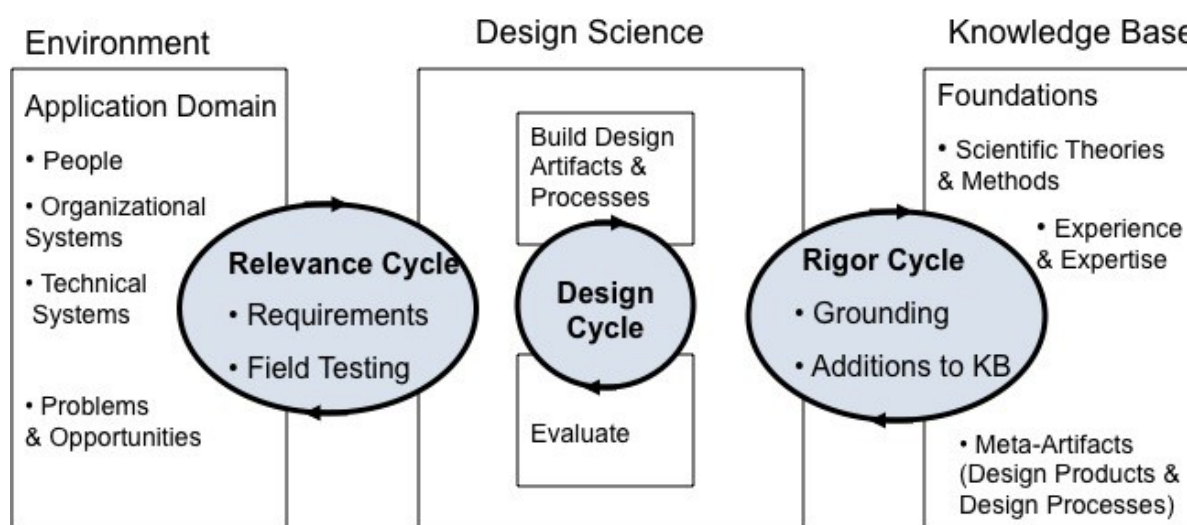 Environment
Application Domain
• People
• Organizational
Systems
• Technical
Systems
• Problems
& Opportunities
Relevance Cycle
• Requirements
• Field Testing
Design Science
Build Design
Artifacts &
Processes
Design
Cycle
Evaluate
Rigor Cycle
• Grounding
• Additions to KB
Knowledge Base
Foundations
• Scientific Theories
& Methods
• Experience
& Expertise
• Meta-Artifacts
(Design Products &
Design Processes)